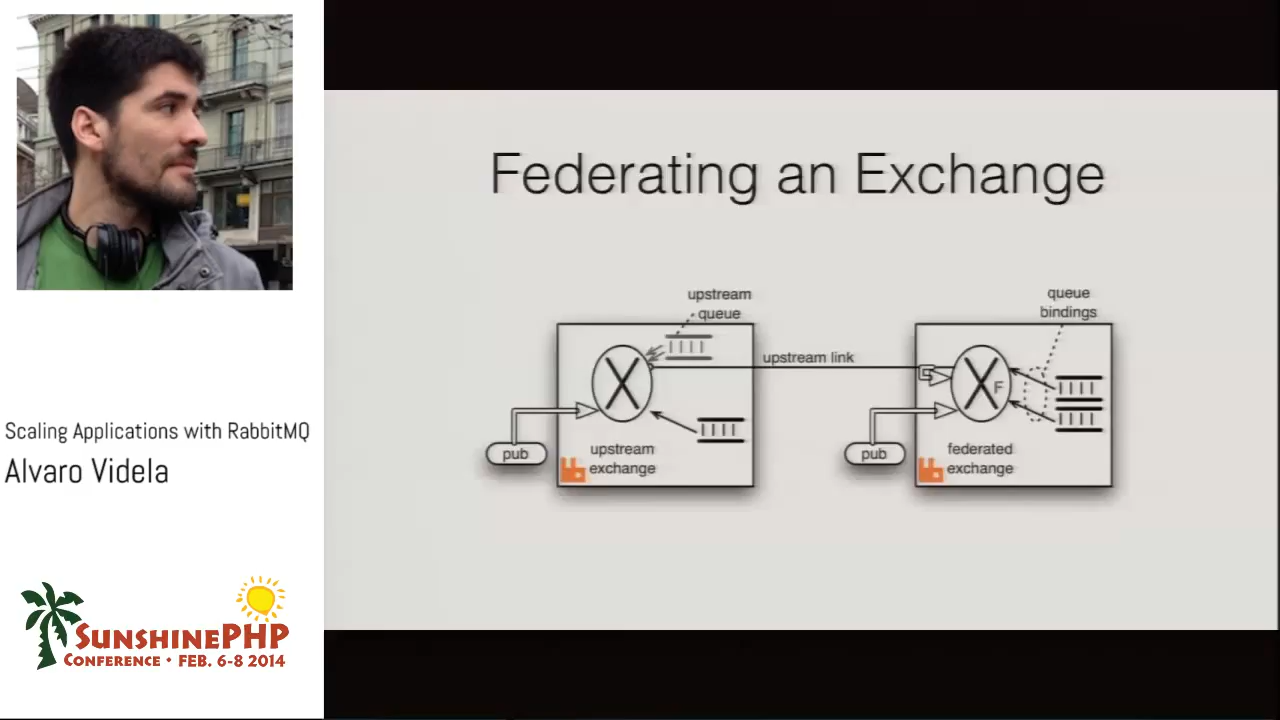 Scaling Applications with RabbitMQ
Alvaro Videla
SUNSHINEPHP
CONFERENCE • FEB. 6-8 2014
Federating an Exchange
upstream
queue
queue
bindings
upstream link
F
pub
upstream
exchange
pub
federated
exchange